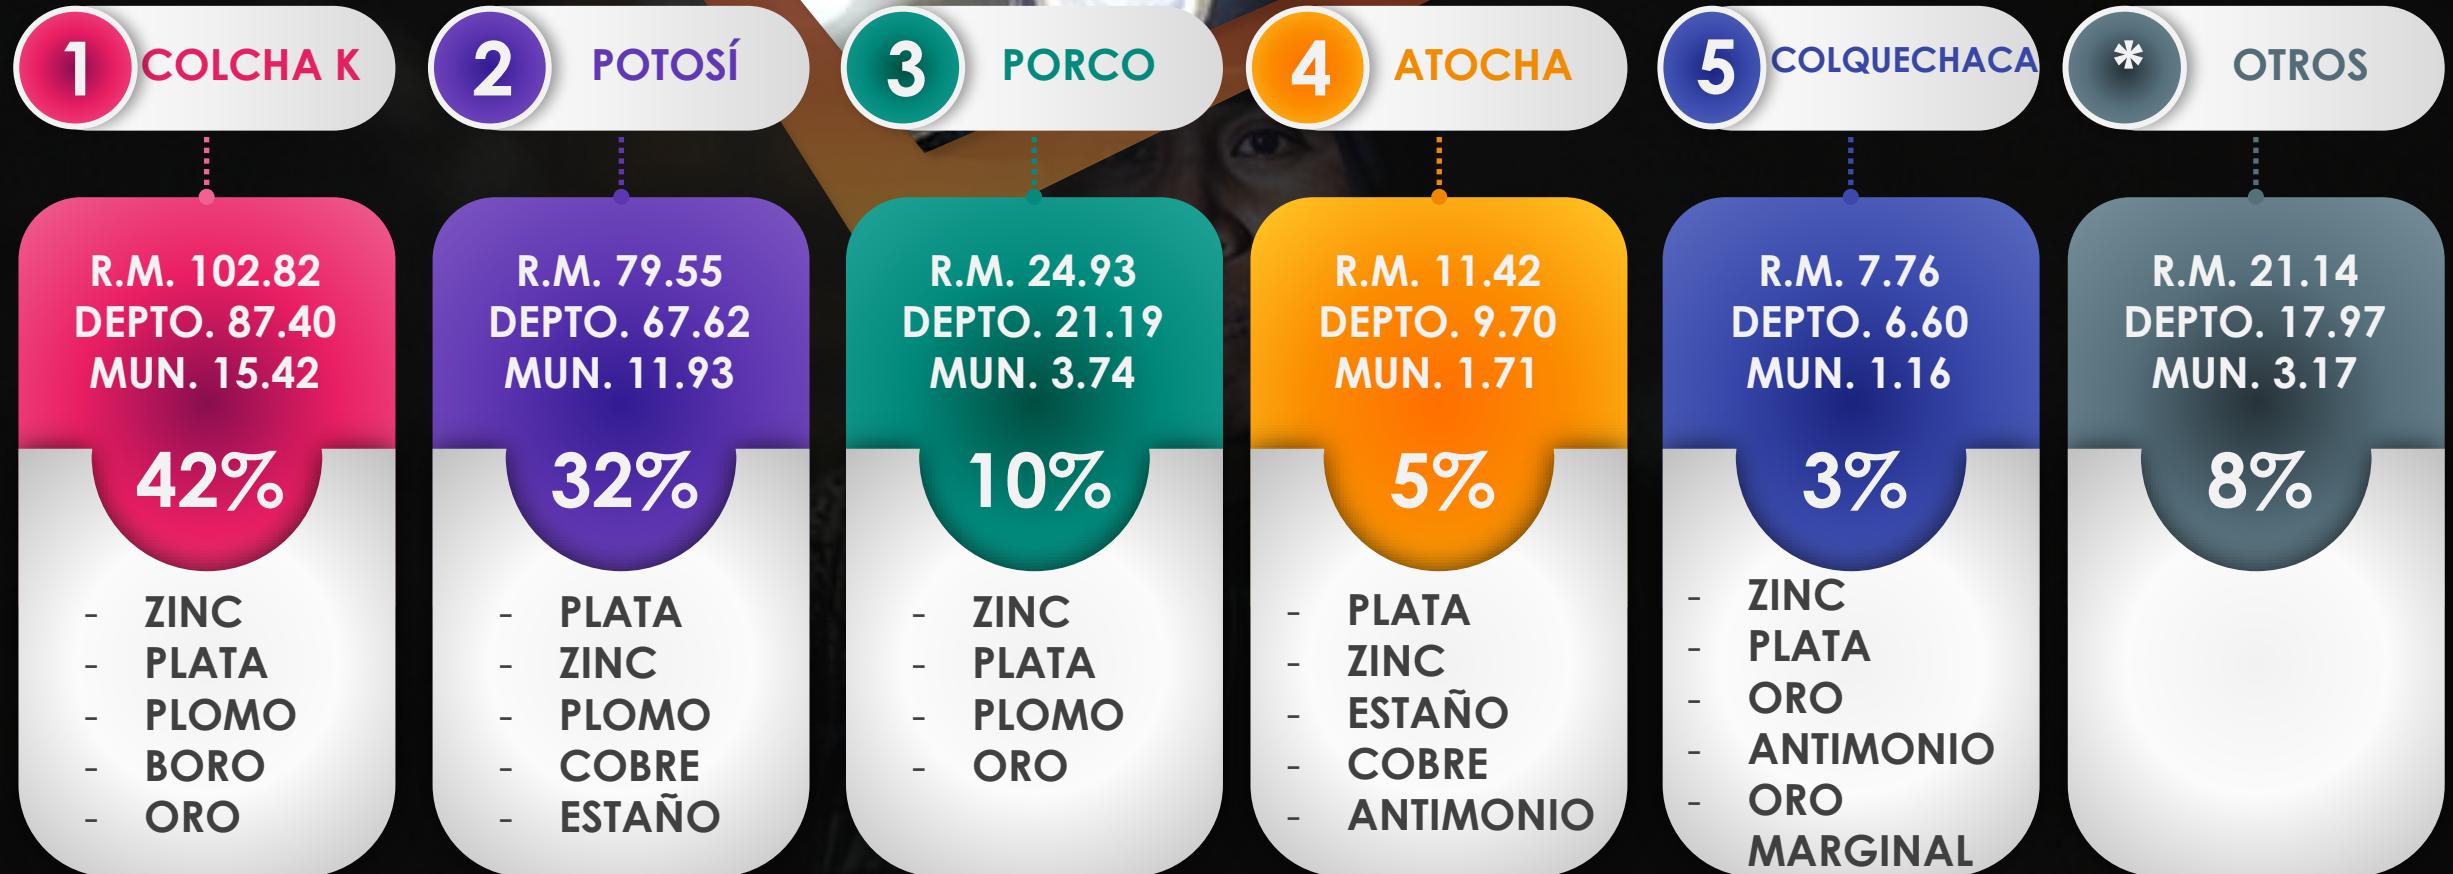 1 COLCHA K
R.M. 102.82
DEPTO. 87.40
MUN. 15.42
42%
- ZINC
- PLATA
- PLOMO
- BORO
- ORO
2 POTOSÍ
R.M. 79.55
DEPTO. 67.62
MUN. 11.93
32%
- PLATA
- ZINC
- PLOMO
- COBRE
- ESTAÑO
3 PORCO
R.M. 24.93
DEPTO. 21.19
MUN. 3.74
10%
- ZINC
- PLATA
- PLOMO
- ORO
4 ATOCHA
R.M. 11.42
DEPTO. 9.70
MUN. 1.71
5%
- PLATA
- ZINC
- ESTAÑO
- COBRE
- ANTIMONIO
5 COLQUECHACA
R.M. 7.76
DEPTO. 6.60
MUN. 1.16
3%
- ZINC
- PLATA
- ORO
- ANTIMONIO
- ORO
MARGINAL
* OTROS
R.M. 21.14
DEPTO. 17.97
MUN. 3.17
8%